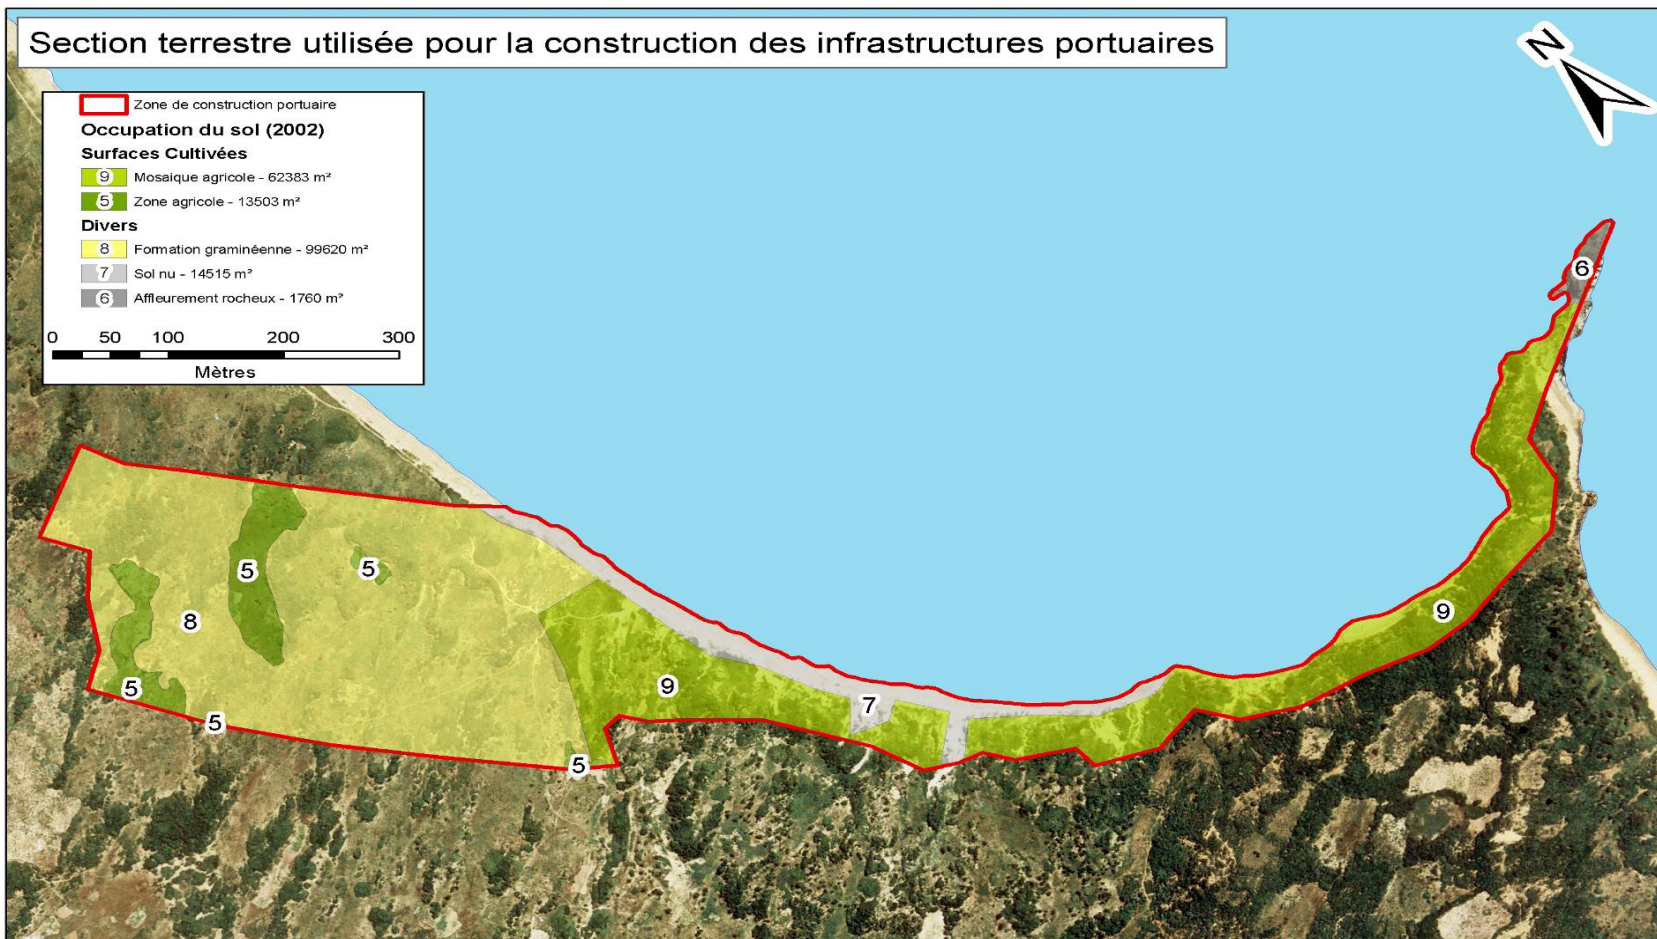 Section terrestre utilisée pour la construction des infrastructures portuaires
N
Zone de construction portuaire
Occupation du sol (2002)
Surfaces Cultivées
9 Mosaique agricole - 62383 m²
5 Zone agricole - 13503 m²
Divers
8 Formation graminéenne - 99620 m²
7 Sol nu - 14515 m²
6 Affleurement rocheux - 1760 m²
0 50 100 200 300
Mètres
6
5
5
8
9
5
9
7
5
5